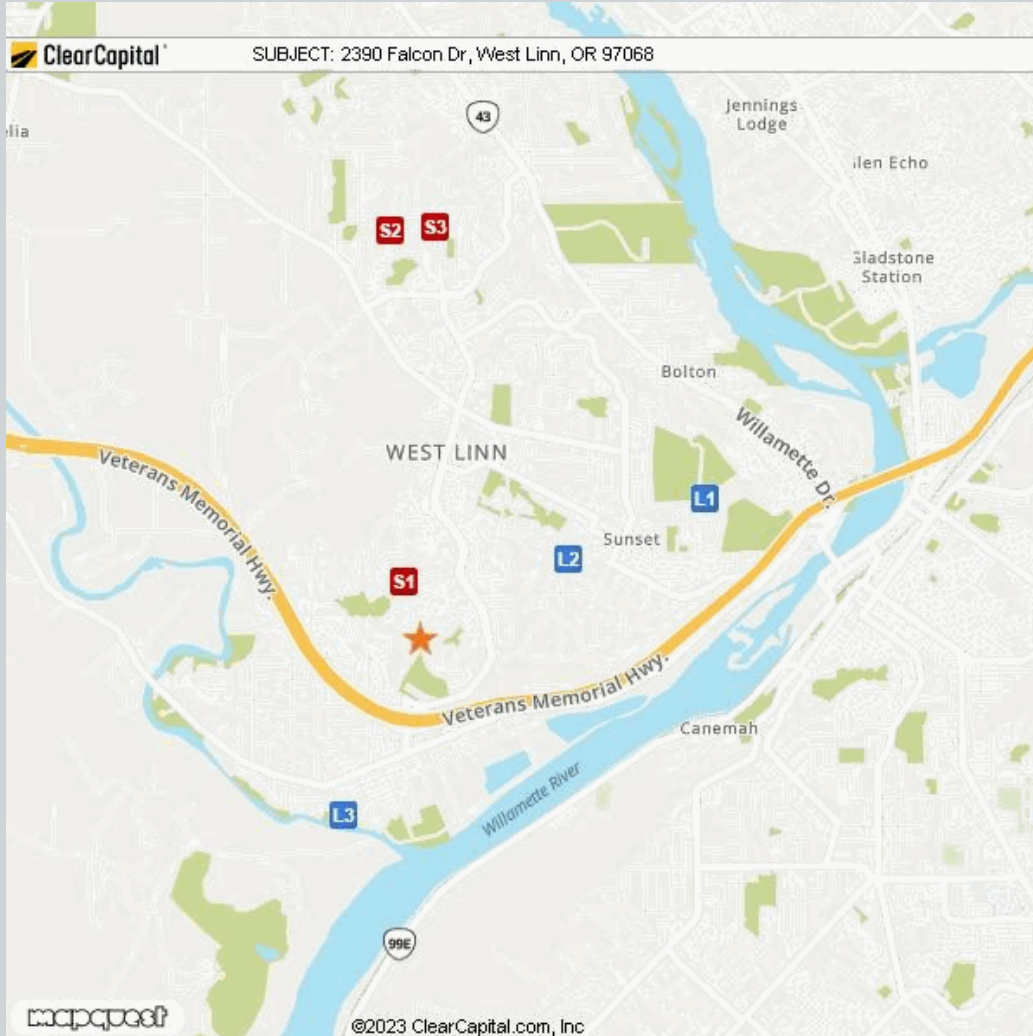 ClearCapital
SUBJECT: 2390 Falcon Dr, West Linn, OR 97068
43
Jennings
Lodge
elia
Glen Echo
S2
S3
Gladstone
Station
Bolton
Willamette Dr.
WEST LINN
Veterans Memorial Hwy.
L1
Sunset
L2
S1
Veterans Memorial Hwy.
Canemah
Willamette River
L3
99E
mapquest
©2023 ClearCapital.com, Inc